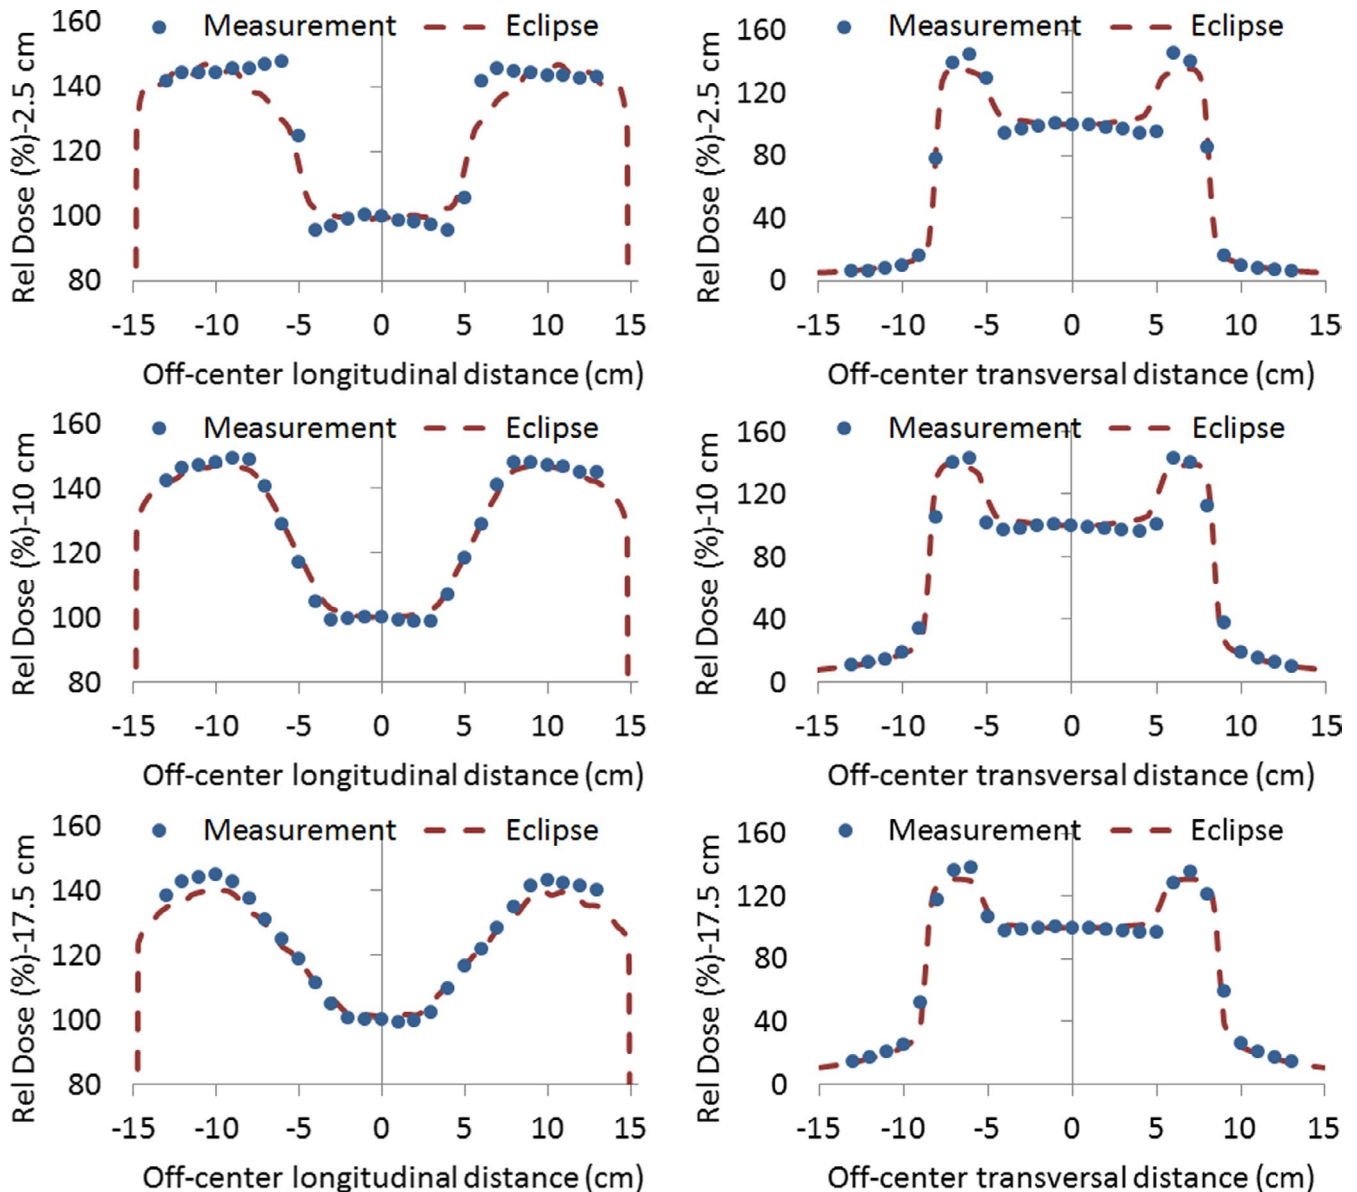 Measurement Eclipse
Rel Dose (%)-2.5 cm
160
140
120
100
80
-15 -10 -5 0 5 10 15
Off-center longitudinal distance (cm)
Measurement Eclipse
Rel Dose (%)-2.5 cm
160
120
80
40
0
-15 -10 -5 0 5 10 15
Off-center transversal distance (cm)
Measurement Eclipse
Rel Dose (%)-10 cm
160
140
120
100
80
-15 -10 -5 0 5 10 15
Off-center longitudinal distance (cm)
Measurement Eclipse
Rel Dose (%)-10 cm
160
120
80
40
0
-15 -10 -5 0 5 10 15
Off-center transversal distance (cm)
Measurement Eclipse
Rel Dose (%)-17.5 cm
160
140
120
100
80
-15 -10 -5 0 5 10 15
Off-center longitudinal distance (cm)
Measurement Eclipse
Rel Dose (%)-17.5 cm
160
120
80
40
0
-15 -10 -5 0 5 10 15
Off-center transversal distance (cm)